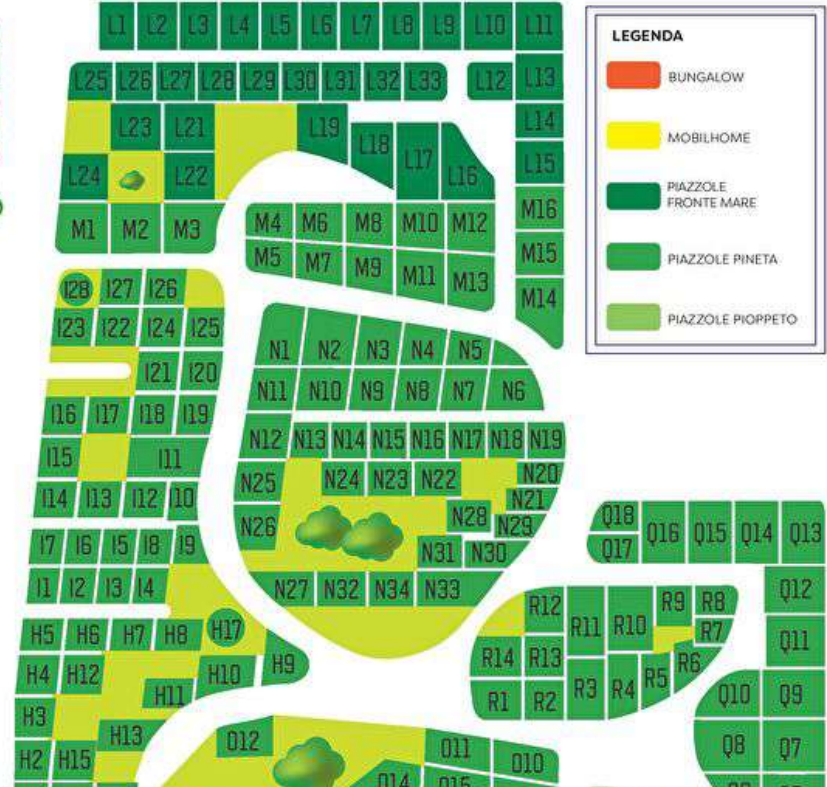 L1 L2 L3 L4 L5 L6 L7 L8 L9 L10 L11
L25 L26 L27 L28 L29 L30 L31 L32 L33 L12 L13
L23 L21 L19 L14
L18 L17 L16 L15
L24 L22
M1 M2 M3 M4 M6 M8 M10 M12 M16
M5 M7 M9 M11 M13 M15
M14
I28 I27 I26
I23 I22 I24 I25
I21 I20
I16 I17 I18 I19
I15 I11
I14 I13 I12 I10
I7 I6 I5 I8 I9
I1 I2 I3 I4
N1 N2 N3 N4 N5
N11 N10 N9 N8 N7 N6
N12 N13 N14 N15 N16 N17 N18 N19
N25 N24 N23 N22 N20
N21
N26 N28 N29
N31 N30
N27 N32 N34 N33
H5 H6 H7 H8 H17
H4 H12 H10 H9
H3 H11
H13
H2 H15
O12 O11 O10
O14 O15
R12 R11 R10 R9 R8
R7
R14 R13 R6
R1 R2 R3 R4 R5
Q18 Q16 Q15 Q14 Q13
Q17
Q12
Q11
Q10 Q9
Q8 Q7
LEGENDA
BUNGALOW
MOBILHOME
PIAZZOLE
FRONTE MARE
PIAZZOLE PINETA
PIAZZOLE PIOPPETO